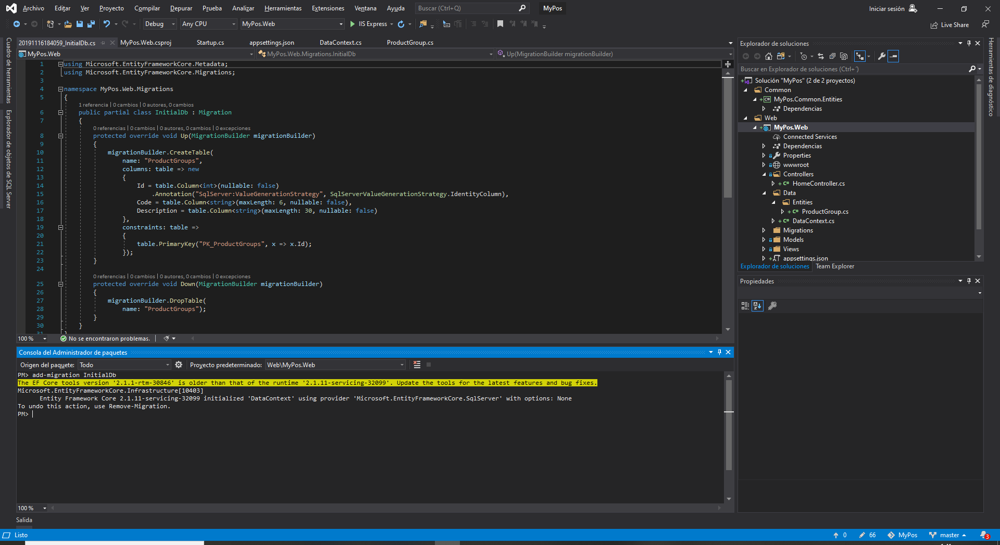 Archivo Editar Ver Proyecto Compilar Depurar Prueba Analizar Herramientas Extensiones Ventana Ayuda Buscar (Ctrl+Q) MyPos Iniciar sesión
Debug Any CPU MyPos.Web IIS Express Live Share
Cuadro de herramientas
Explorador de objetos de SQL Server
20191116184059_InitialDb.cs MyPos.Web.csproj Startup.cs appsettings.json DataContext.cs ProductGroup.cs
MyPos.Web MyPos.Web.Migrations.InitialDb Up(MigrationBuilder migrationBuilder)
1 using Microsoft.EntityFrameworkCore.Metadata;
2 using Microsoft.EntityFrameworkCore.Migrations;
3
4 namespace MyPos.Web.Migrations
5 {
1 referencia | 0 cambios | 0 autores, 0 cambios
6 public partial class InitialDb : Migration
7 {
0 referencias | 0 cambios | 0 autores, 0 cambios | 0 excepciones
8 protected override void Up(MigrationBuilder migrationBuilder)
9 {
10 migrationBuilder.CreateTable(
11 name: "ProductGroups",
12 columns: table => new
13 {
14 Id = table.Column<int>(nullable: false)
15 .Annotation("SqlServer:ValueGenerationStrategy", SqlServerValueGenerationStrategy.IdentityColumn),
16 Code = table.Column<string>(maxLength: 6, nullable: false),
17 Description = table.Column<string>(maxLength: 30, nullable: false)
18 },
19 constraints: table =>
20 {
21 table.PrimaryKey("PK_ProductGroups", x => x.Id);
22 });
23 }
24
0 referencias | 0 cambios | 0 autores, 0 cambios | 0 excepciones
25 protected override void Down(MigrationBuilder migrationBuilder)
26 {
27 migrationBuilder.DropTable(
28 name: "ProductGroups");
29 }
30 }
31 }
100 % No se encontraron problemas.
Consola del Administrador de paquetes
Origen del paquete: Todo Proyecto predeterminado: Web\MyPos.Web
PM> add-migration InitialDb
The EF Core tools version '2.1.1-rtm-30846' is older than that of the runtime '2.1.11-servicing-32099'. Update the tools for the latest features and bug fixes.
Microsoft.EntityFrameworkCore.Infrastructure[10403]
Entity Framework Core 2.1.11-servicing-32099 initialized 'DataContext' using provider 'Microsoft.EntityFrameworkCore.SqlServer' with options: None
To undo this action, use Remove-Migration.
PM>
100 %
Salida
Explorador de soluciones
Buscar en Explorador de soluciones (Ctrl+´)
Solución "MyPos" (2 de 2 proyectos)
Common
MyPos.Common.Entities
Dependencias
Web
MyPos.Web
Connected Services
Dependencias
Properties
wwwroot
Controllers
HomeController.cs
Data
Entities
ProductGroup.cs
DataContext.cs
Migrations
Models
Views
appsettings.json
Explorador de soluciones Team Explorer
Propiedades
Herramientas de diagnóstico
Listo 0 66 MyPos master 3